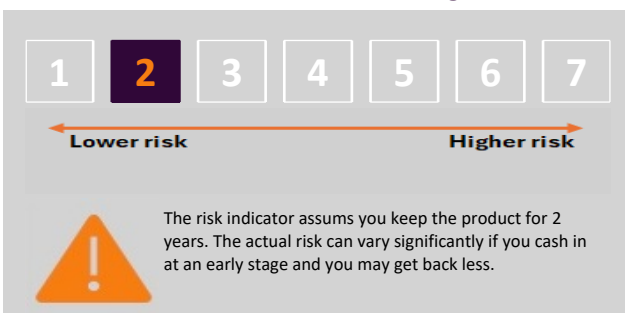 1 2 3 4 5 6 7
Lower risk Higher risk
!
The risk indicator assums you keep the product for 2
years. The actual risk can vary significantly if you cash in
at an early stage and you may get back less.